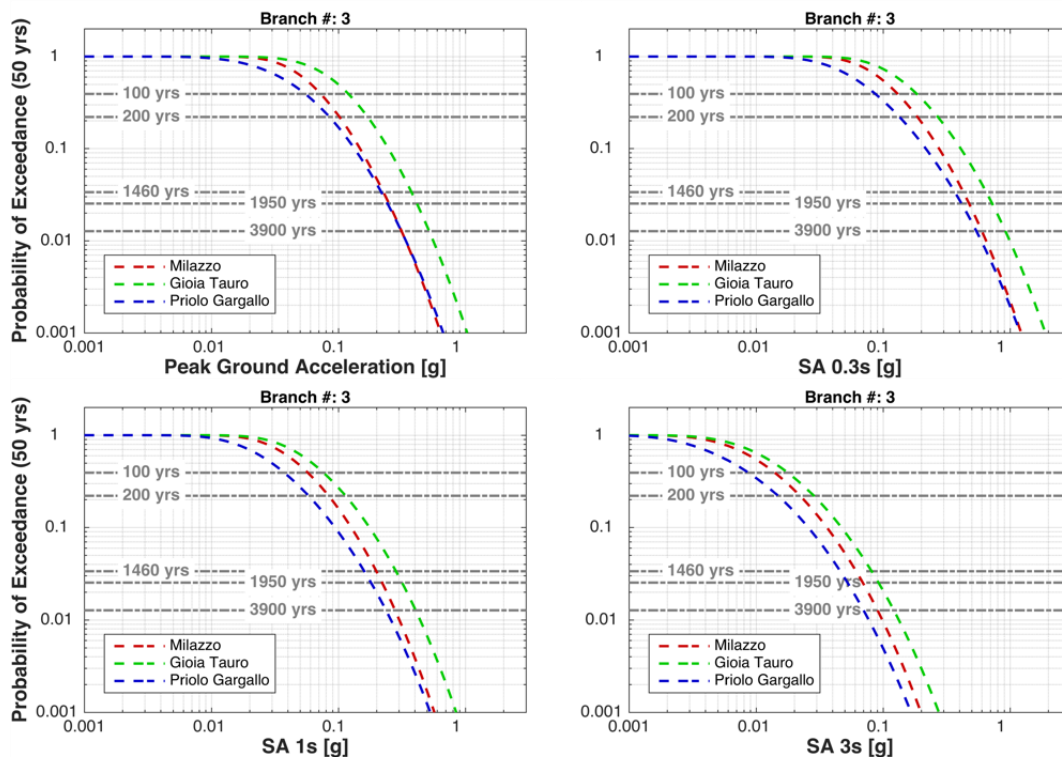 Branch #: 3
Probability of Exceedance (50 yrs)
1
0.1
0.01
0.001
100 yrs
200 yrs
1460 yrs
1950 yrs
3900 yrs
Milazzo
Gioia Tauro
Priolo Gargallo
0.001
0.01
0.1
1
Peak Ground Acceleration [g]
Branch #: 3
1
0.1
0.01
0.001
100 yrs
200 yrs
1460 yrs
1950 yrs
3900 yrs
Milazzo
Gioia Tauro
Priolo Gargallo
0.001
0.01
0.1
1
SA 0.3s [g]
Branch #: 3
Probability of Exceedance (50 yrs)
1
0.1
0.01
0.001
100 yrs
200 yrs
1460 yrs
1950 yrs
3900 yrs
Milazzo
Gioia Tauro
Priolo Gargallo
0.001
0.01
0.1
1
SA 1s [g]
Branch #: 3
1
0.1
0.01
0.001
100 yrs
200 yrs
1460 yrs
1950 yrs
3900 yrs
Milazzo
Gioia Tauro
Priolo Gargallo
0.001
0.01
0.1
1
SA 3s [g]